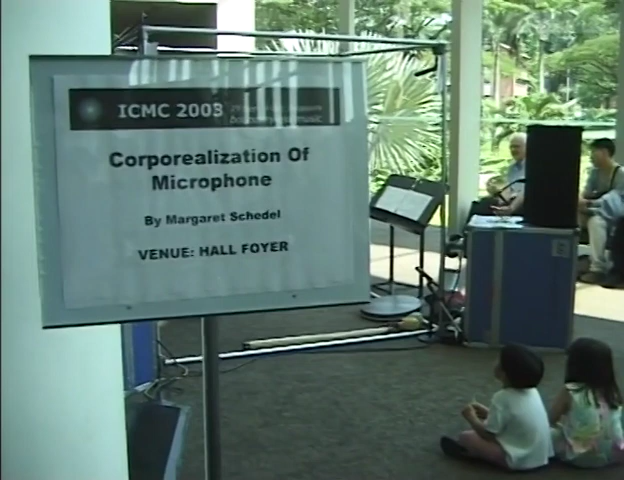 ICMC 2003
Corporealization Of
Microphone
By Margaret Schedel
VENUE: HALL FOYER